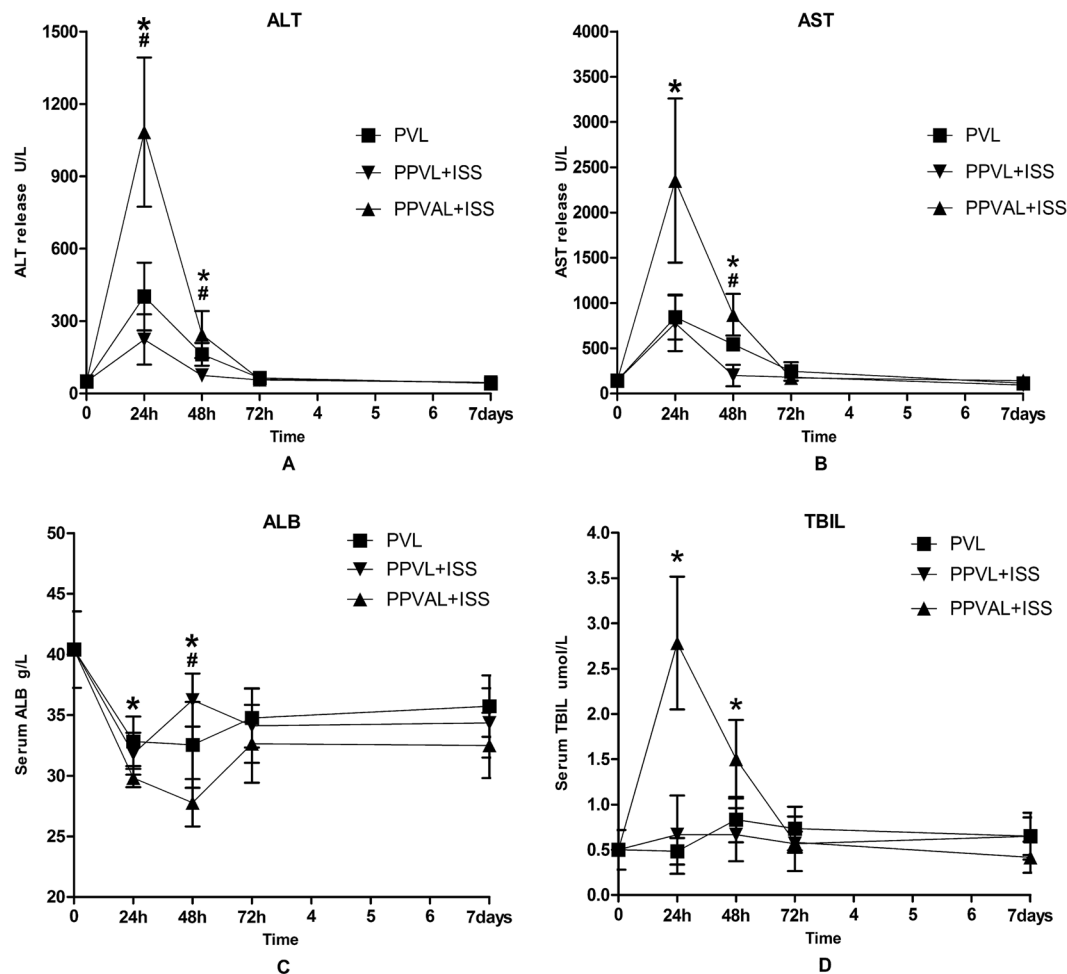 ALT
1500
1200
900
600
300
0
ALT release U/L
*
#
*
#
PVL
PPVL+ISS
PPVAL+ISS
0 24h 48h 72h 4 5 6 7days
Time
A
AST
4000
3500
3000
2500
2000
1500
1000
500
0
AST release U/L
*
*
#
PVL
PPVL+ISS
PPVAL+ISS
0 24h 48h 72h 4 5 6 7days
Time
B
ALB
50
45
40
35
30
25
20
Serum ALB g/L
*
*
#
PVL
PPVL+ISS
PPVAL+ISS
0 24h 48h 72h 4 5 6 7days
Time
C
TBIL
4.0
3.5
3.0
2.5
2.0
1.5
1.0
0.5
0.0
Serum TBIL umol/L
*
*
PVL
PPVL+ISS
PPVAL+ISS
0 24h 48h 72h 4 5 6 7days
Time
D